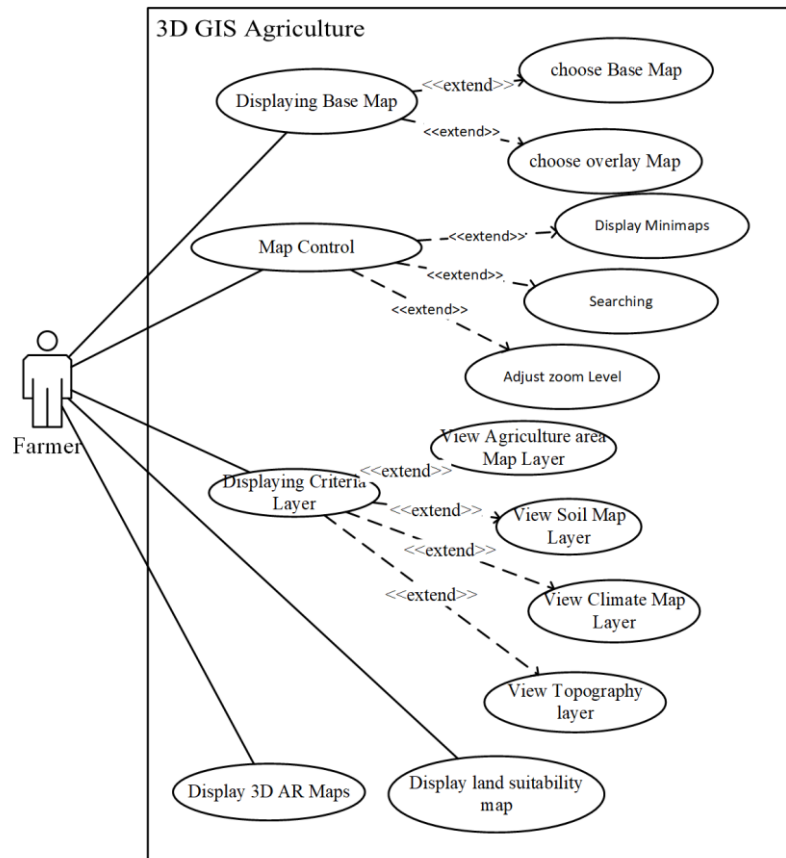 3D GIS Agriculture
choose Base Map
<<extend>>
Displaying Base Map
<<extend>>
choose overlay Map
Display Minimaps
<<extend>>
Map Control
<<extend>>
Searching
<<extend>>
Adjust zoom Level
Farmer
View Agriculture area
Map Layer
<<extend>>
Displaying Criteria
Layer
<<extend>>
View Soil Map
Layer
<<extend>>
View Climate Map
Layer
<<extend>>
View Topography
layer
Display 3D AR Maps
Display land suitability
map